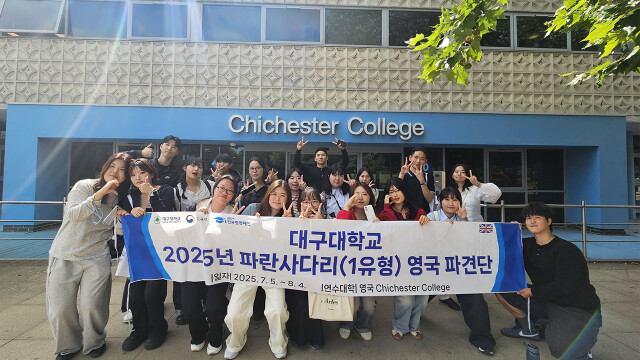 Chichester College
대구대학교
2025년 파란사다리(1유형) 영국 파견단
|일자| 2025. 7. 5. ~ 8. 4.
|연수대학| 영국 Chichester College